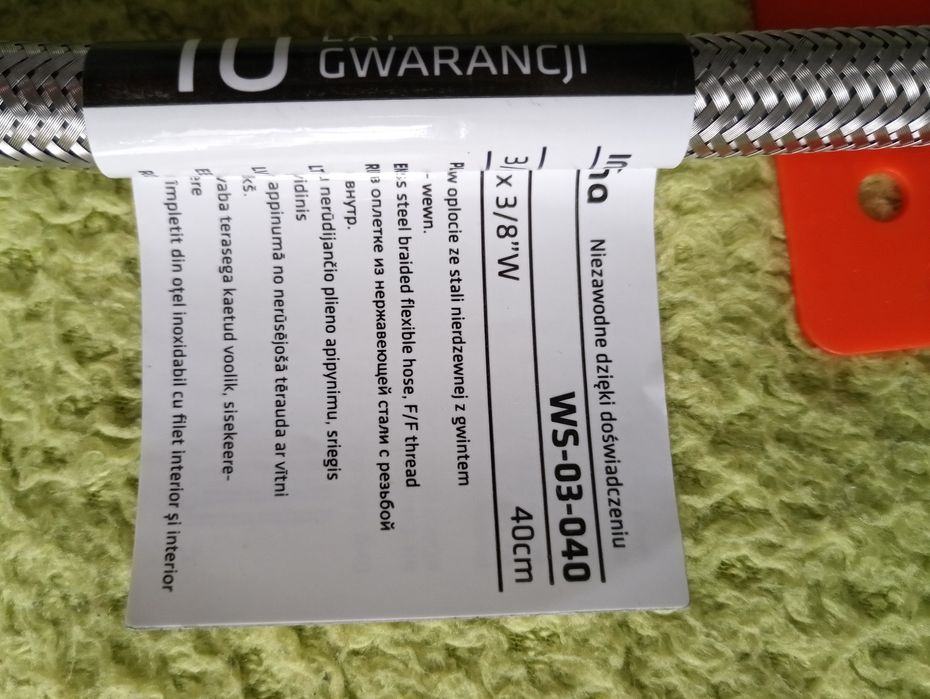 10 LAT
GWARANCJI
Niezawodne dzięki doświadczeniu
WS-03-040
x 3/8”W
40cm
w oplocie ze stali nierdzewnej z gwintem
- wewn.
steel braided flexible hose, F/F thread
в оплетке из нержавеющей стали с резьбой
внутр.
nerūdijančio plieno apipynimu, sriegis
vidinis
appinumā no nerūsējošā tērauda ar vītni
vaba terasega kaetud voolik, sisekeere-
împletit din oțel inoxidabil cu filet interior și interior